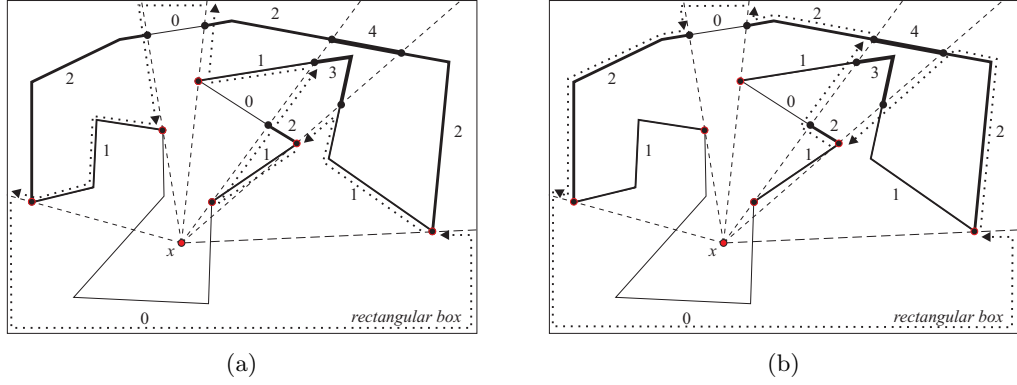 0 2 4
2 1 3
0 2
1 1 1 2
x
0 rectangular box
(a)
0 2 4
2 1 3
0 2
1 1 1 2
x
0 rectangular box
(b)